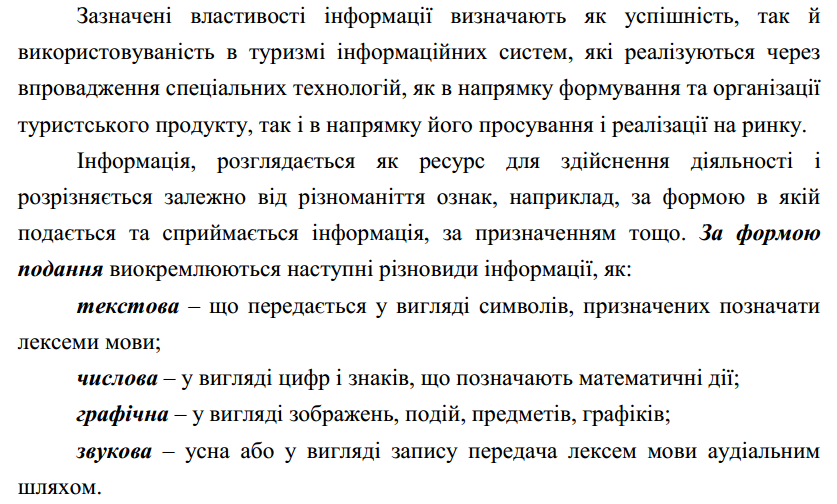 Зазначені властивості інформації визначають як успішність, так й
використовуваність в туризмі інформаційних систем, які реалізуються через
впровадження спеціальних технологій, як в напрямку формування та організації
туристського продукту, так і в напрямку його просування і реалізації на ринку.
Інформація, розглядається як ресурс для здійснення діяльності і
розрізняється залежно від різноманіття ознак, наприклад, за формою в якій
подається та сприймається інформація, за призначенням тощо. За формою
подання виокремлюються наступні різновиди інформації, як:
текстова – що передається у вигляді символів, призначених позначати
лексеми мови;
числова – у вигляді цифр і знаків, що позначають математичні дії;
графічна – у вигляді зображень, подій, предметів, графіків;
звукова – усна або у вигляді запису передача лексем мови аудіальним
шляхом.